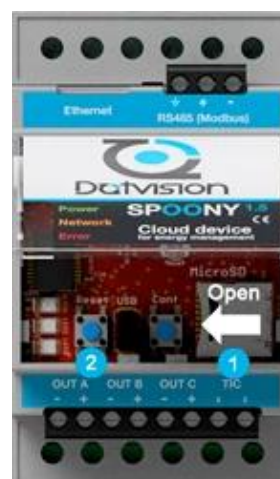 Ethernet
RS485 (Modbus)
Datvision
Power
Network
Error
SPOONY 1.5
CE
Cloud device
for energy management
MicroSD
Reset USB Conf
Open
2 1
OUT A OUT B OUT C TIC
- + - + - + I I